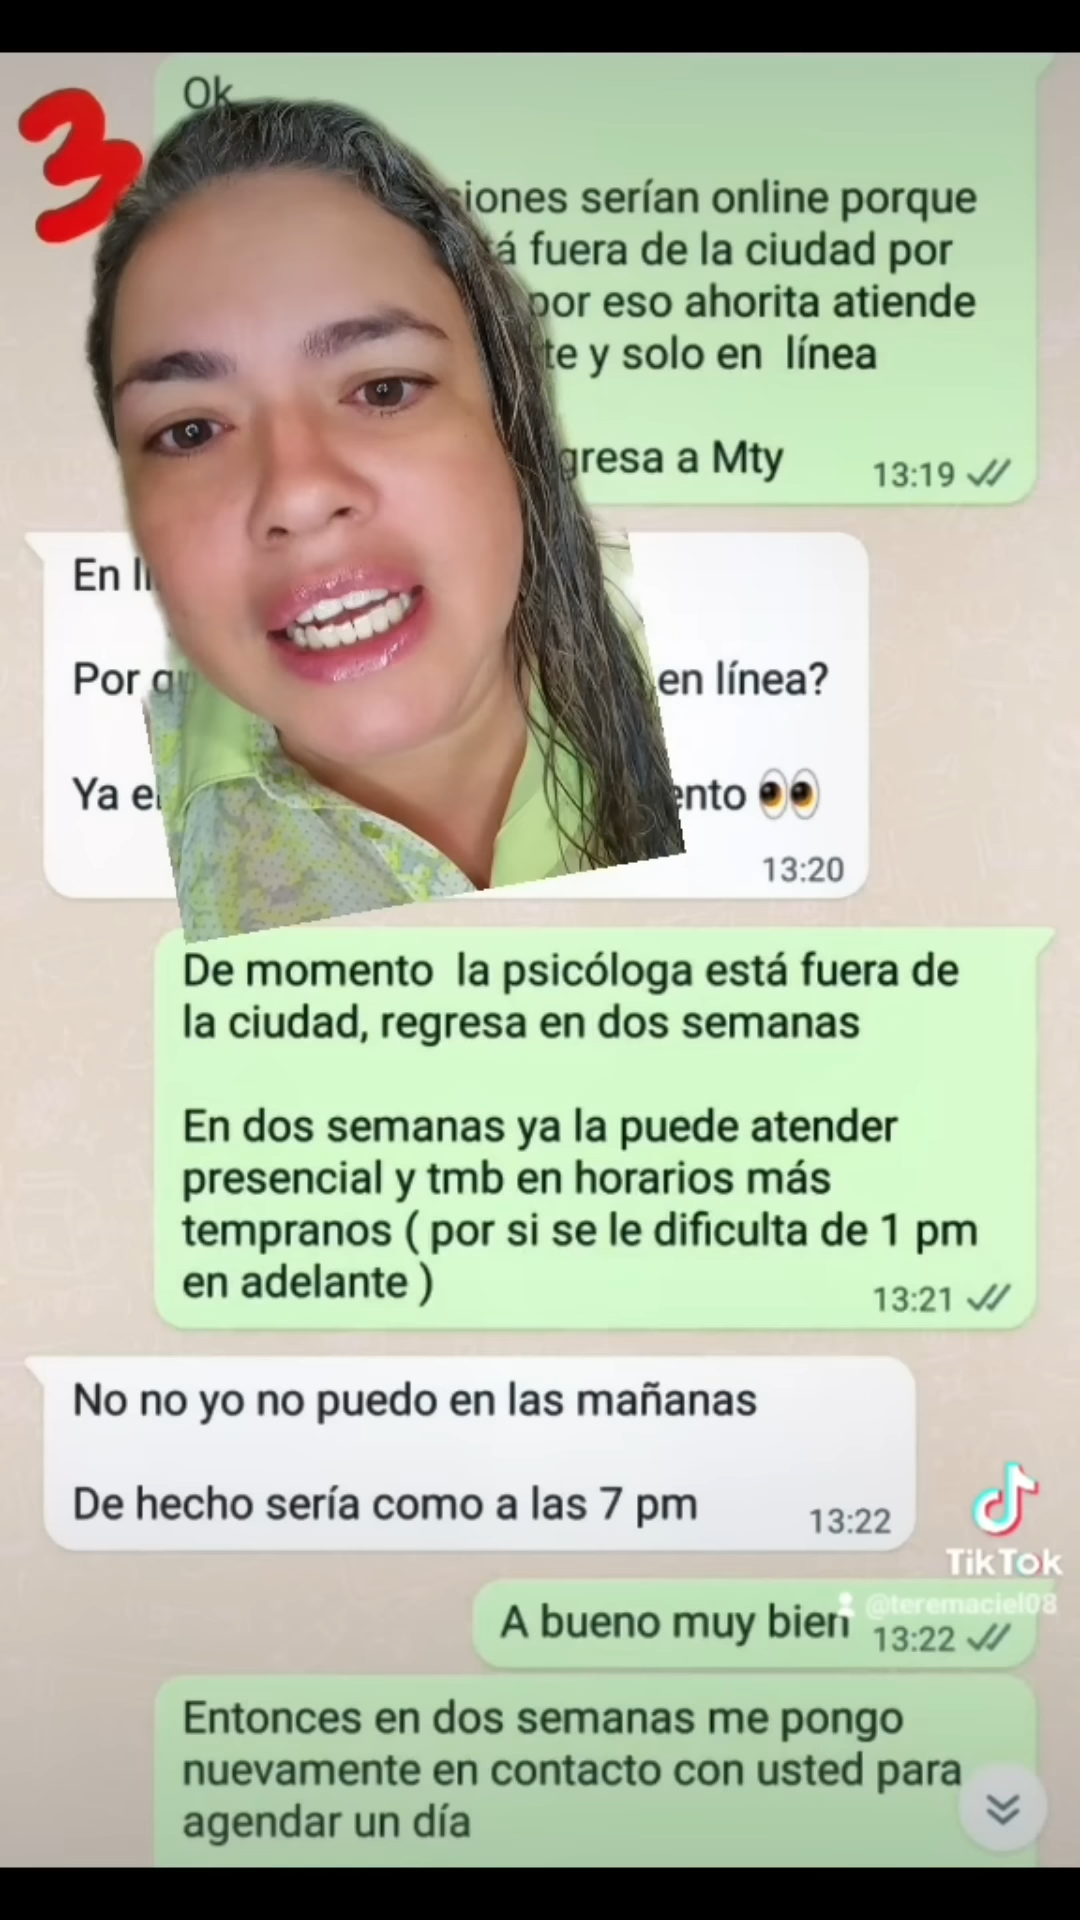 3
Ok
iones serían online porque
á fuera de la ciudad por
por eso ahorita atiende
te y solo en línea
gresa a Mty
13:19
En lí
Por qu en línea?
Ya e ento 👀
13:20
De momento la psicóloga está fuera de
la ciudad, regresa en dos semanas
En dos semanas ya la puede atender
presencial y tmb en horarios más
tempranos ( por si se le dificulta de 1 pm
en adelante )
13:21
No no yo no puedo en las mañanas
De hecho sería como a las 7 pm
13:22
TikTok
@teremaciel08
A bueno muy bien
13:22
Entonces en dos semanas me pongo
nuevamente en contacto con usted para
agendar un día